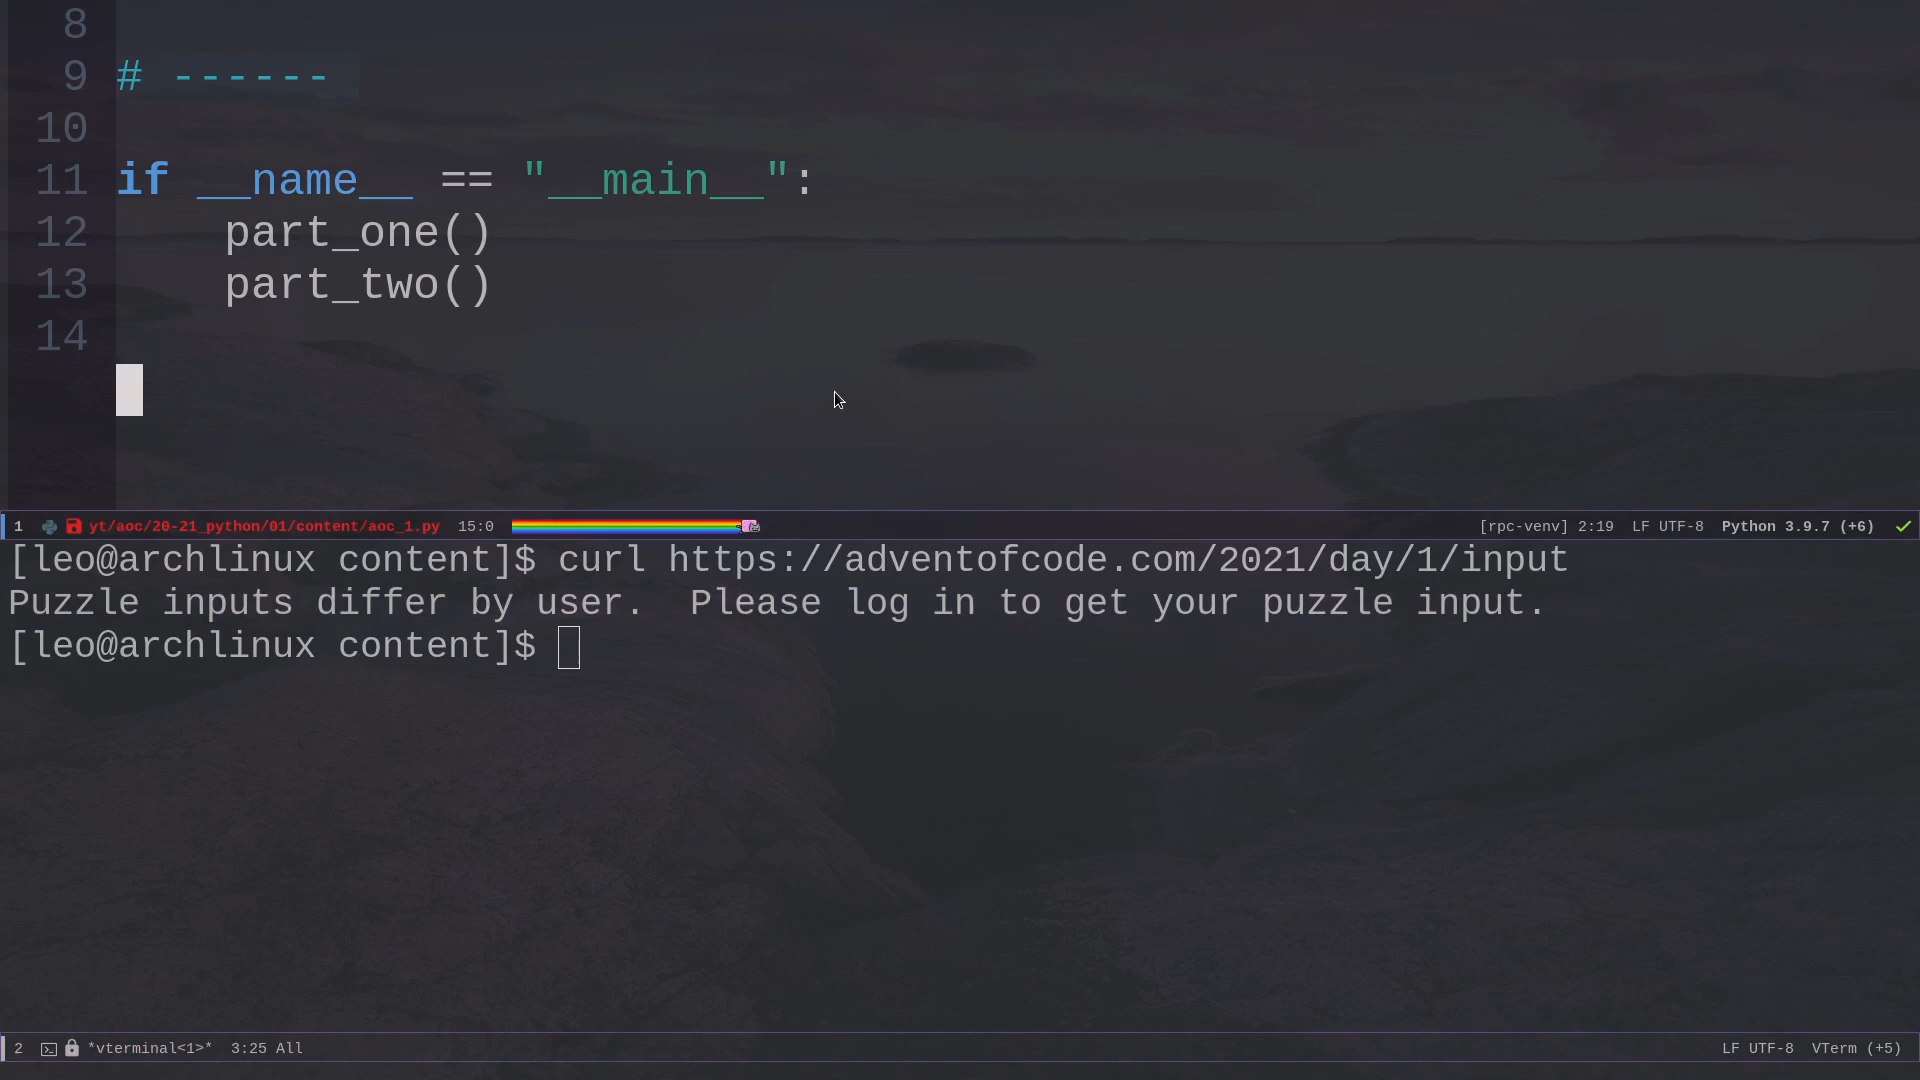 8
9 # ------
10
11 if __name__ == "__main__":
12 part_one()
13 part_two()
14
1 yt/aoc/20-21_python/01/content/aoc_1.py 15:0 [rpc-venv] 2:19 LF UTF-8 Python 3.9.7 (+6)
[leo@archlinux content]$ curl https://adventofcode.com/2021/day/1/input
Puzzle inputs differ by user.  Please log in to get your puzzle input.
[leo@archlinux content]$
2 *vterminal<1>* 3:25 All LF UTF-8 VTerm (+5)